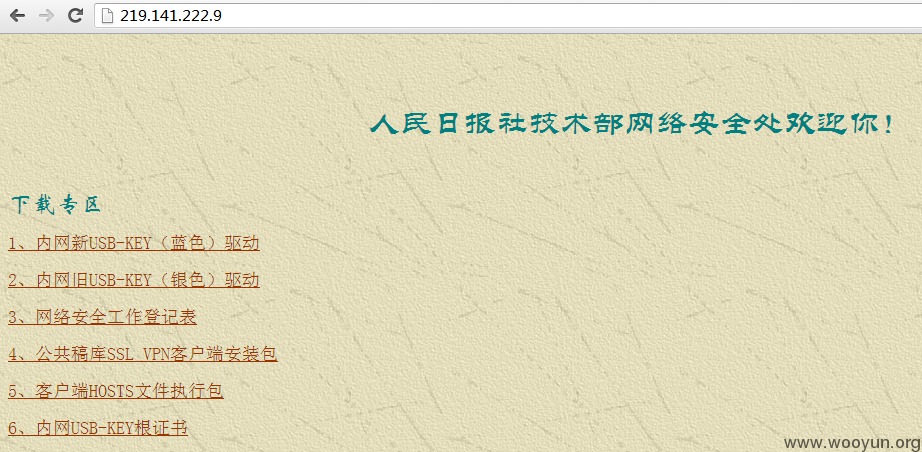 219.141.222.9
人民日报社技术部网络安全处欢迎你！
下载专区
1、内网新USB-KEY（蓝色）驱动
2、内网旧USB-KEY（银色）驱动
3、网络安全工作登记表
4、公共稿库SSL VPN客户端安装包
5、客户端HOSTS文件执行包
6、内网USB-KEY根证书
www.wooyun.org